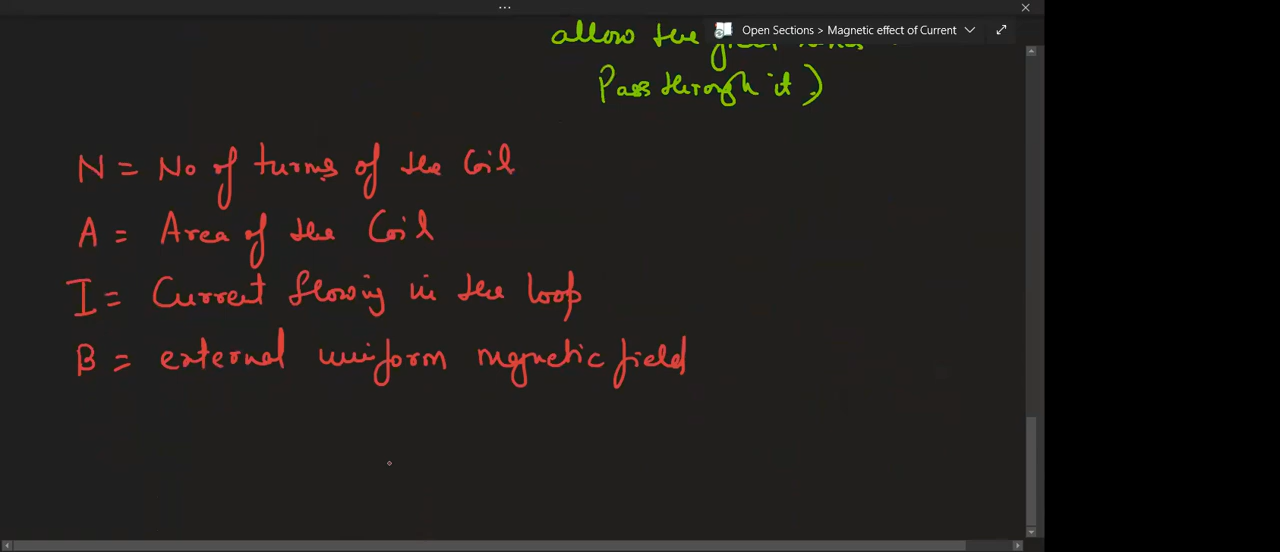 Open Sections > Magnetic effect of Current
allow the
Pass through it)
N = No of turns of the Coil
A = Area of the Coil
I = Current flowing in the loop
B = external uniform magnetic field